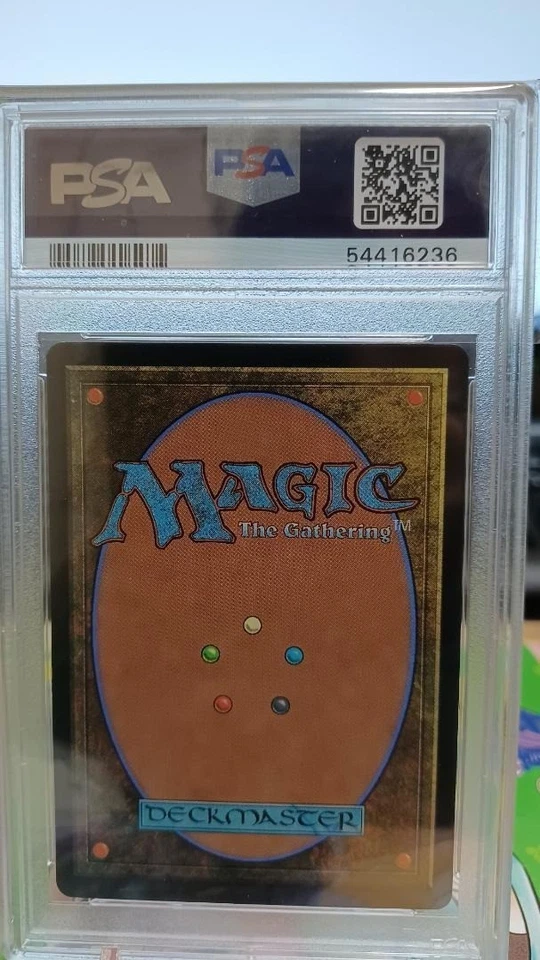 PSA PSA
54416236
MAGIC
The Gathering™
DECKMASTER